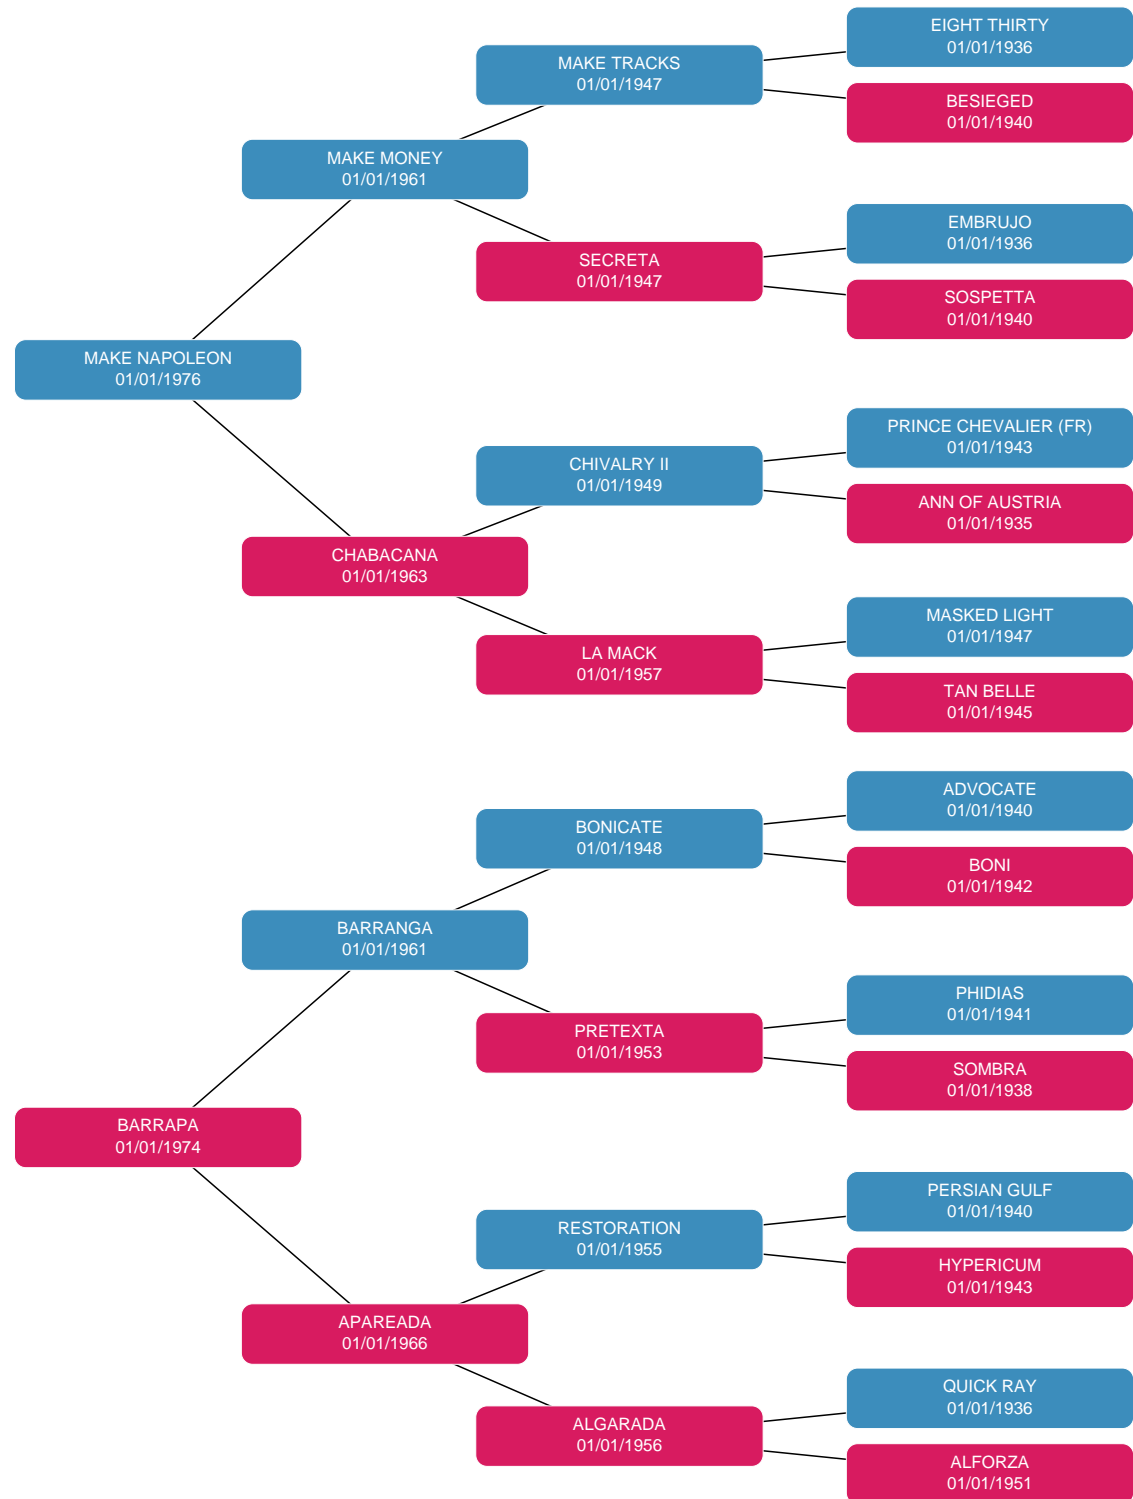 EIGHT THIRTY
01/01/1936
MAKE TRACKS
01/01/1947
BESIEGED
01/01/1940
MAKE MONEY
01/01/1961
EMBRUJO
01/01/1936
SECRETA
01/01/1947
SOSPETTA
01/01/1940
MAKE NAPOLEON
01/01/1976
PRINCE CHEVALIER (FR)
01/01/1943
CHIVALRY II
01/01/1949
ANN OF AUSTRIA
01/01/1935
CHABACANA
01/01/1963
MASKED LIGHT
01/01/1947
LA MACK
01/01/1957
TAN BELLE
01/01/1945
ADVOCATE
01/01/1940
BONICATE
01/01/1948
BONI
01/01/1942
BARRANGA
01/01/1961
PHIDIAS
01/01/1941
PRETEXTA
01/01/1953
SOMBRA
01/01/1938
BARRAPA
01/01/1974
PERSIAN GULF
01/01/1940
RESTORATION
01/01/1955
HYPERICUM
01/01/1943
APAREADA
01/01/1966
QUICK RAY
01/01/1936
ALGARADA
01/01/1956
ALFORZA
01/01/1951